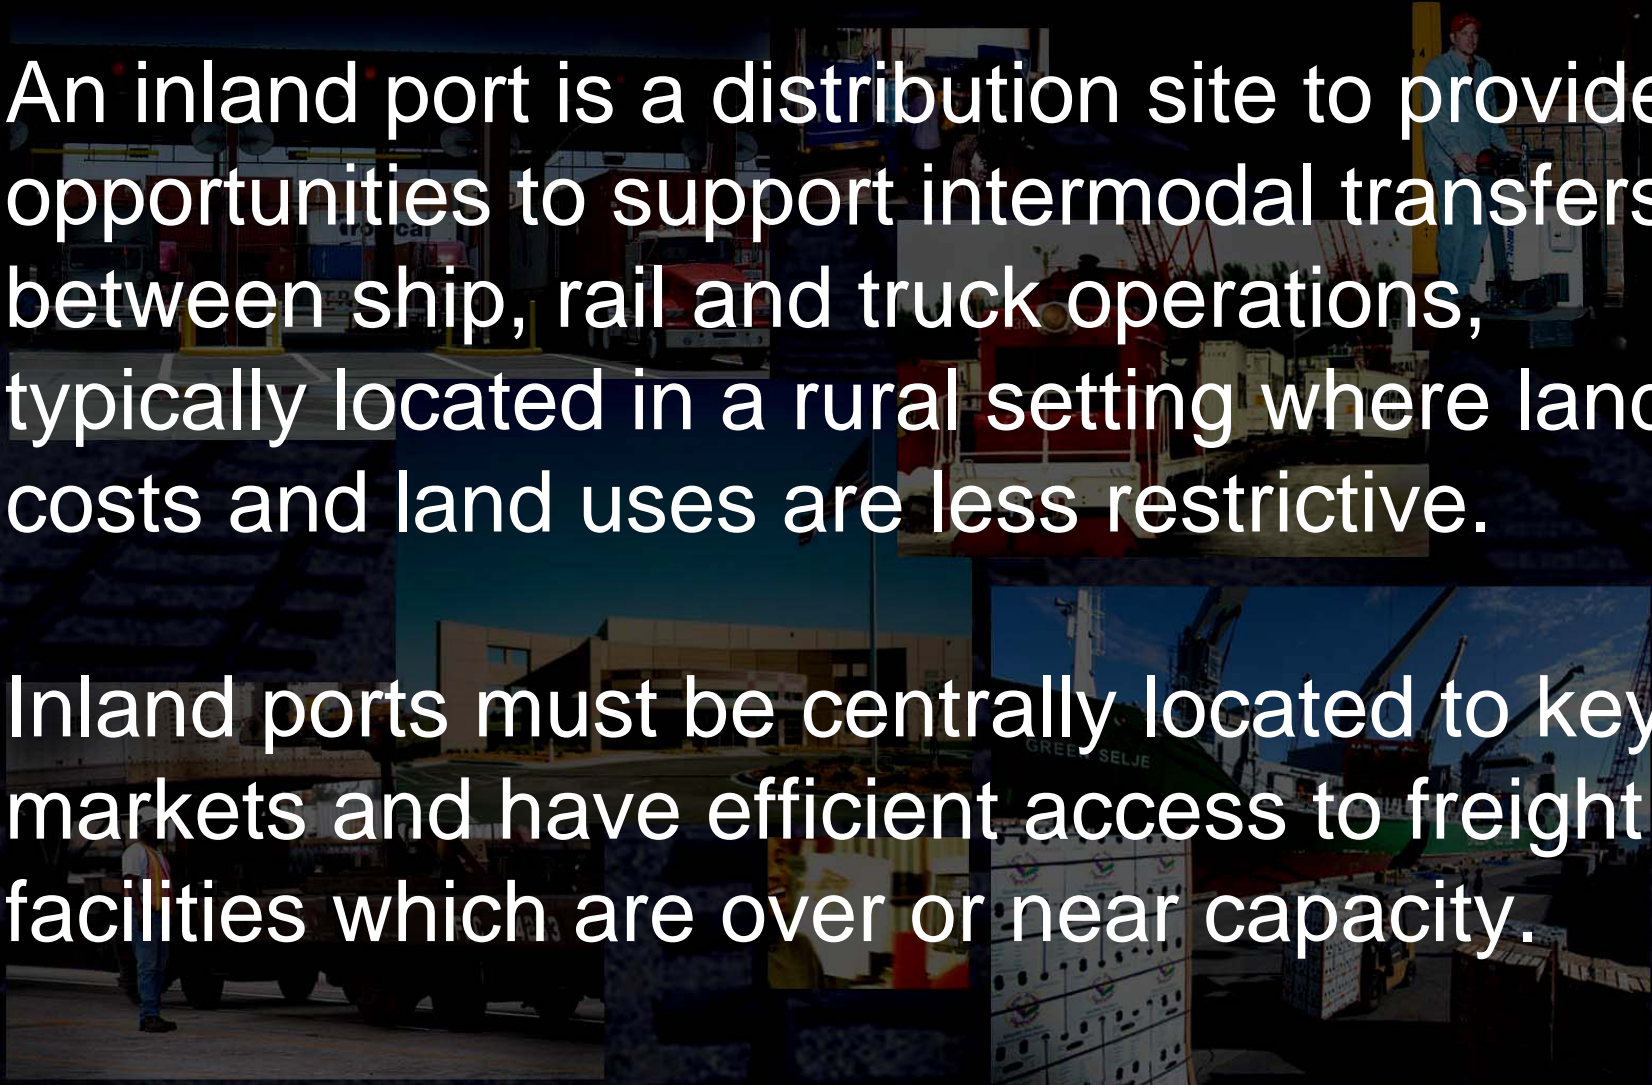 An inland port is a distribution site to provide
opportunities to support intermodal transfers
between ship, rail and truck operations,
typically located in a rural setting where land
costs and land uses are less restrictive.
Inland ports must be centrally located to key
markets and have efficient access to freight
facilities which are over or near capacity.
GREEN SELJE